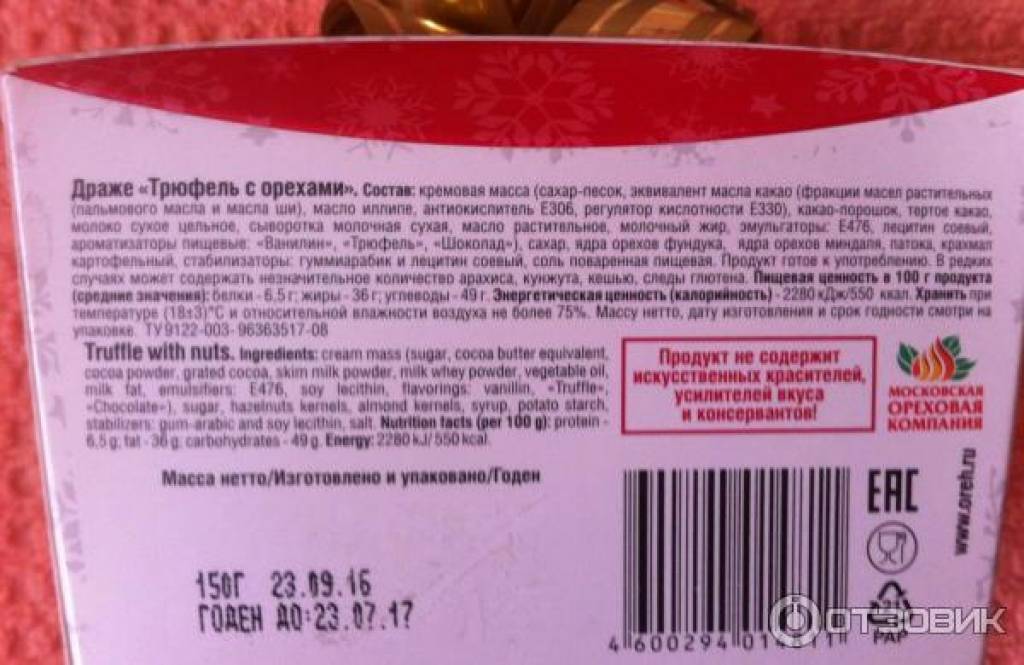 Драже «Трюфель с орехами». Состав: кремовая масса (сахар-песок, эквивалент масла какао (фракции масел растительных
(пальмового масла и масла ши), масло иллипе, антиокислитель Е306, регулятор кислотности Е330), какао-порошок, тертое какао,
молоко сухое цельное, сыворотка молочная сухая, масло растительное, молочный жир, эмульгаторы: Е476, лецитин соевый,
ароматизаторы пищевые: «Ванилин», «Трюфель», «Шоколад»), сахар, ядра орехов фундука, ядра орехов миндаля, патока, крахмал
картофельный, стабилизаторы: гуммиарабик и лецитин соевый, соль поваренная пищевая. Продукт готов к употреблению. В редких
случаях может содержать незначительное количество арахиса, кунжута, кешью, следы глютена. Пищевая ценность в 100 г продукта
(средние значения): белки - 6,5 г; жиры - 36 г; углеводы - 49 г. Энергетическая ценность (калорийность) - 2280 кДж/550 ккал. Хранить при
температуре (18±3)°С и относительной влажности воздуха не более 75%. Массу нетто, дату изготовления и срок годности смотри на
упаковке. ТУ 9122-003- 96363517-08
Truffle with nuts. Ingredients: cream mass (sugar, cocoa butter equivalent,
cocoa powder, grated cocoa, skim milk powder, milk whey powder, vegetable oil,
milk fat, emulsifiers: E476, soy lecithin, flavorings: vanillin, «Truffle»,
«Chocolate»), sugar, hazelnuts kernels, almond kernels, syrup, potato starch,
stabilizers: gum-arabic and soy lecithin, salt. Nutrition facts (per 100 g): protein -
6,5 g; fat - 36 g; carbohydrates - 49 g. Energy: 2280 kJ/ 550 kcal.
Продукт не содержит
искусственных красителей,
усилителей вкуса
и консервантов!
МОСКОВСКАЯ
ОРЕХОВАЯ
КОМПАНИЯ
Масса нетто/Изготовлено и упаковано/Годен
150Г 23.09.16
ГОДЕН ДО:23.07.17
EAC
www.oreh.ru
21
PAP
4 600294 014
ОТЗОВИК